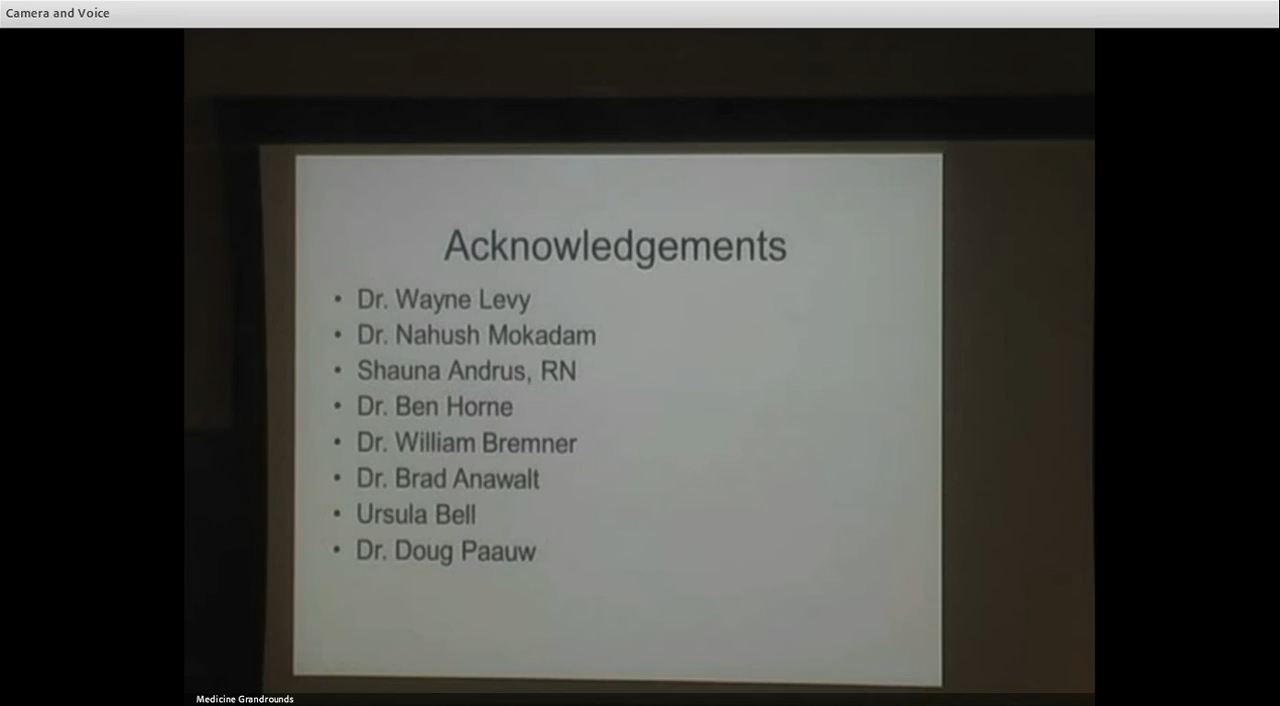 Camera and Voice
Acknowledgements
• Dr. Wayne Levy
• Dr. Nahush Mokadam
• Shauna Andrus, RN
• Dr. Ben Horne
• Dr. William Bremner
• Dr. Brad Anawalt
• Ursula Bell
• Dr. Doug Paauw
Medicine Grandrounds